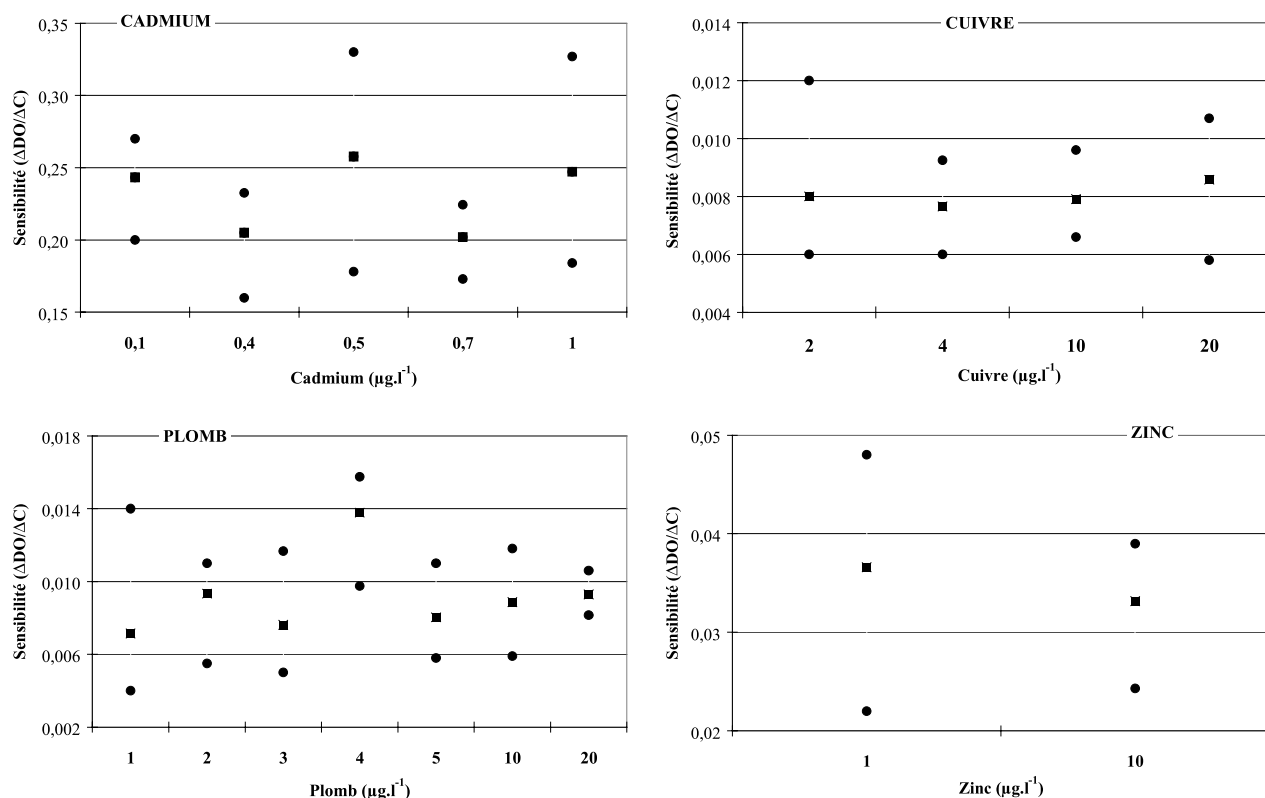 CADMIUM
Sensibilité (ΔDO/ΔC)
0,35
0,30
0,25
0,20
0,15
0,1 0,4 0,5 0,7 1
Cadmium (µg.l-1)
CUIVRE
Sensibilité (ΔDO/ΔC)
0,014
0,012
0,010
0,008
0,006
0,004
2 4 10 20
Cuivre (µg.l-1)
PLOMB
Sensibilité (ΔDO/ΔC)
0,018
0,014
0,010
0,006
0,002
1 2 3 4 5 10 20
Plomb (µg.l-1)
ZINC
Sensibilité (ΔDO/ΔC)
0,05
0,04
0,03
0,02
1 10
Zinc (µg.l-1)